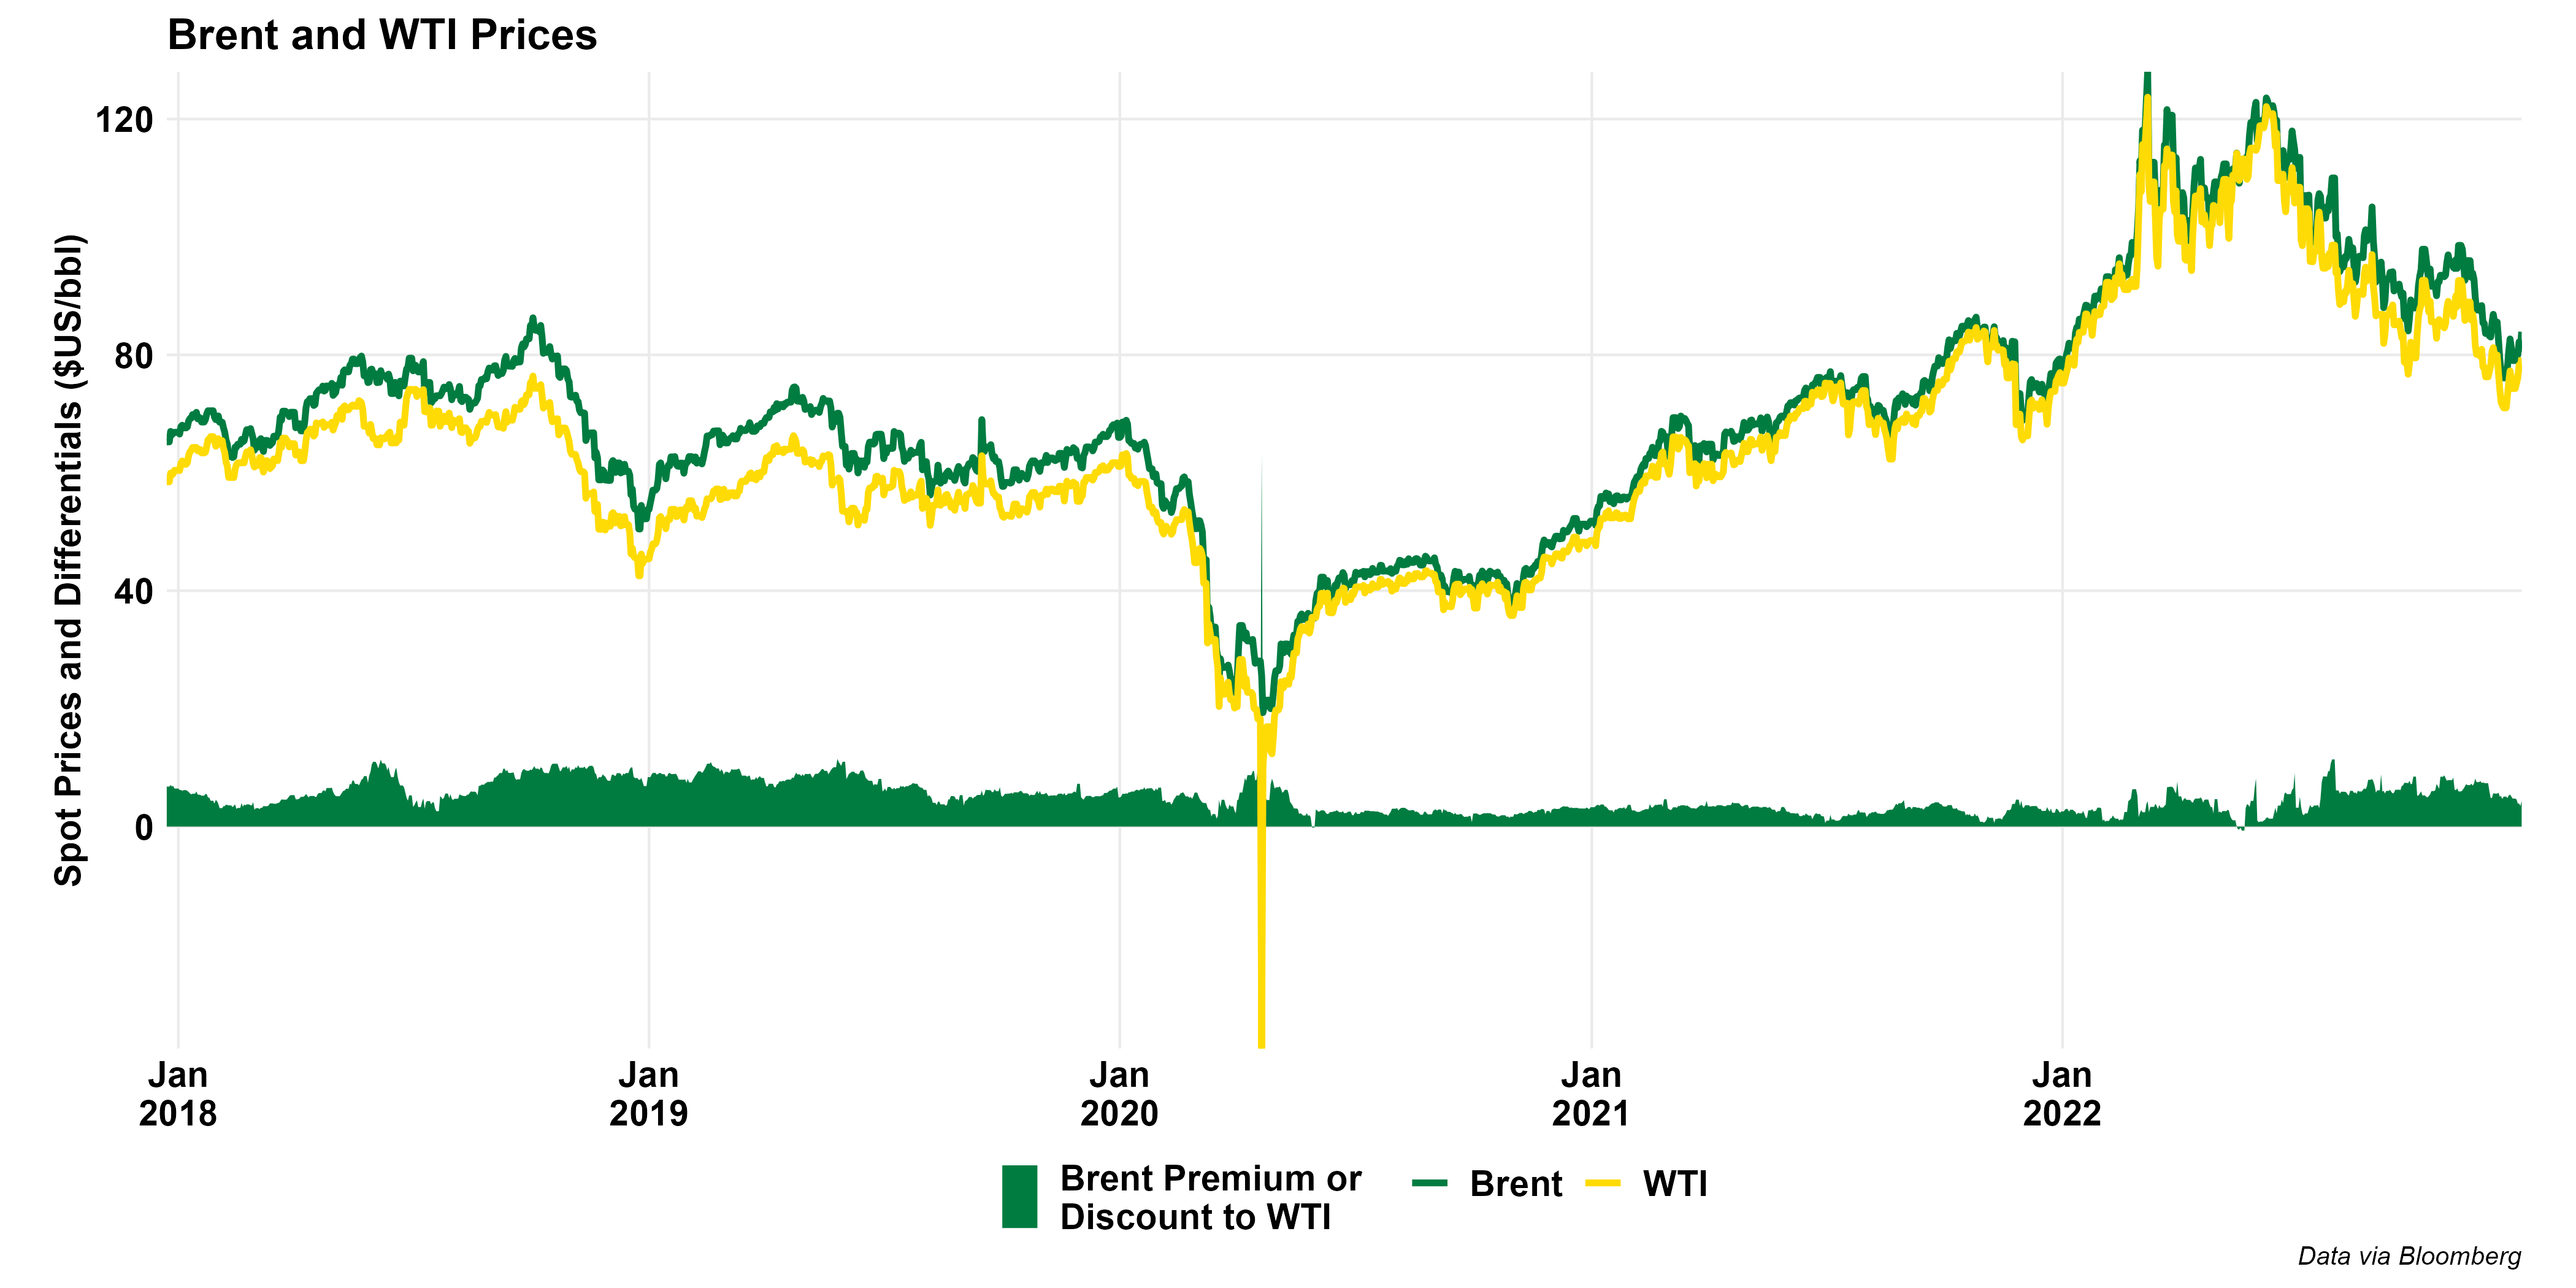 Brent and WTI Prices
Spot Prices and Differentials ($US/bbl)
120
80
40
0
Jan
2018
Jan
2019
Jan
2020
Jan
2021
Jan
2022
Brent Premium or
Discount to WTI
Brent
WTI
Data via Bloomberg